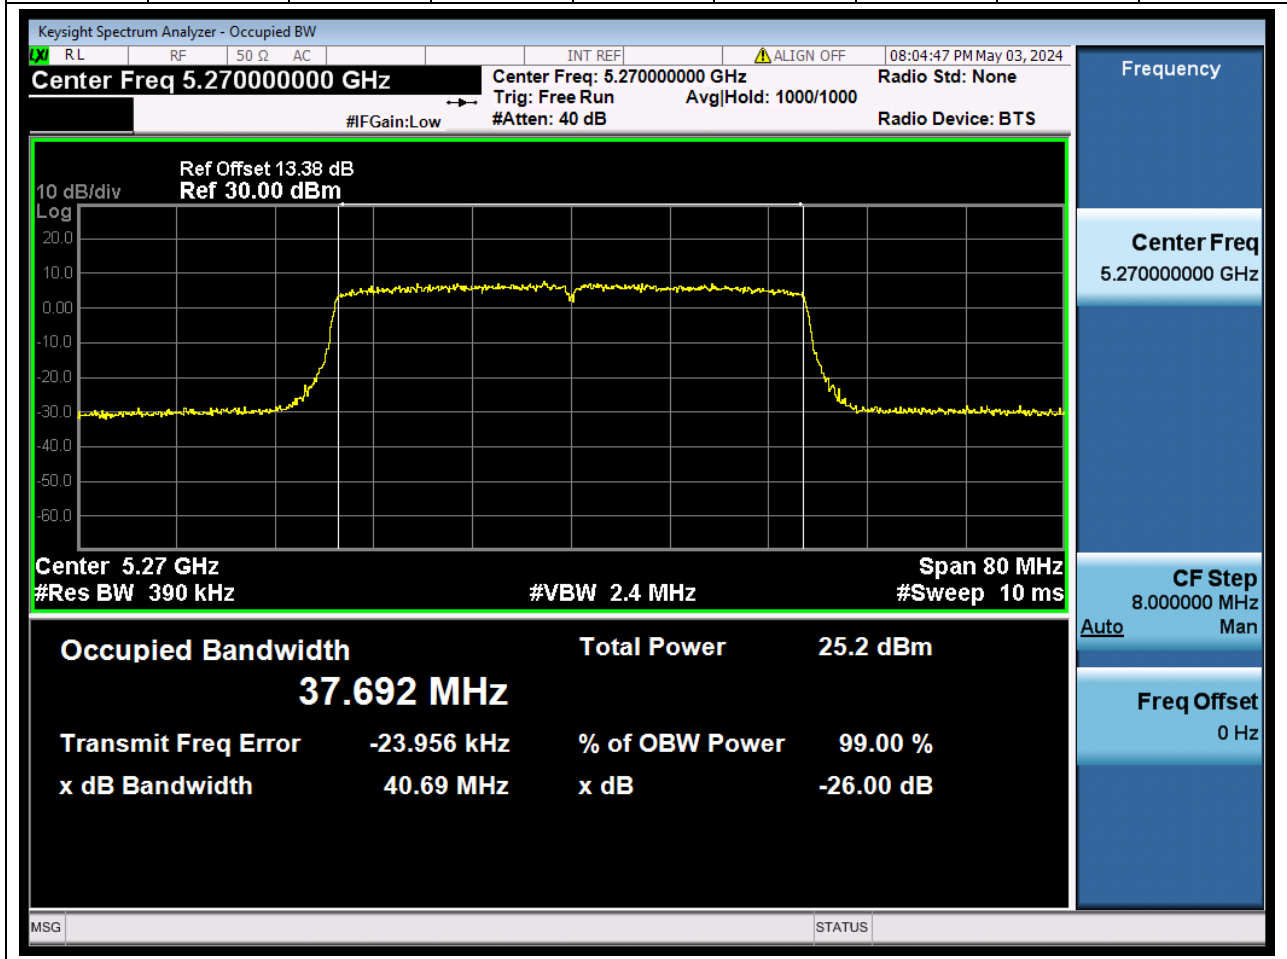 Keysight Spectrum Analyzer - Occupied BW
LXI RL RF 50 Ω AC INT REF ALIGN OFF 08:04:47 PM May 03, 2024
Center Freq 5.270000000 GHz
Center Freq: 5.270000000 GHz
Radio Std: None
Trig: Free Run Avg|Hold: 1000/1000
#IFGain:Low
#Atten: 40 dB
Radio Device: BTS
Ref Offset 13.38 dB
10 dB/div Ref 30.00 dBm
Log
20.0
10.0
0.00
-10.0
-20.0
-30.0
-40.0
-50.0
-60.0
Center 5.27 GHz Span 80 MHz
#Res BW 390 kHz #VBW 2.4 MHz #Sweep 10 ms
Occupied Bandwidth Total Power 25.2 dBm
37.692 MHz
Transmit Freq Error -23.956 kHz % of OBW Power 99.00 %
x dB Bandwidth 40.69 MHz x dB -26.00 dB
MSG STATUS
Frequency
Center Freq
5.270000000 GHz
CF Step
8.000000 MHz
Auto Man
Freq Offset
0 Hz